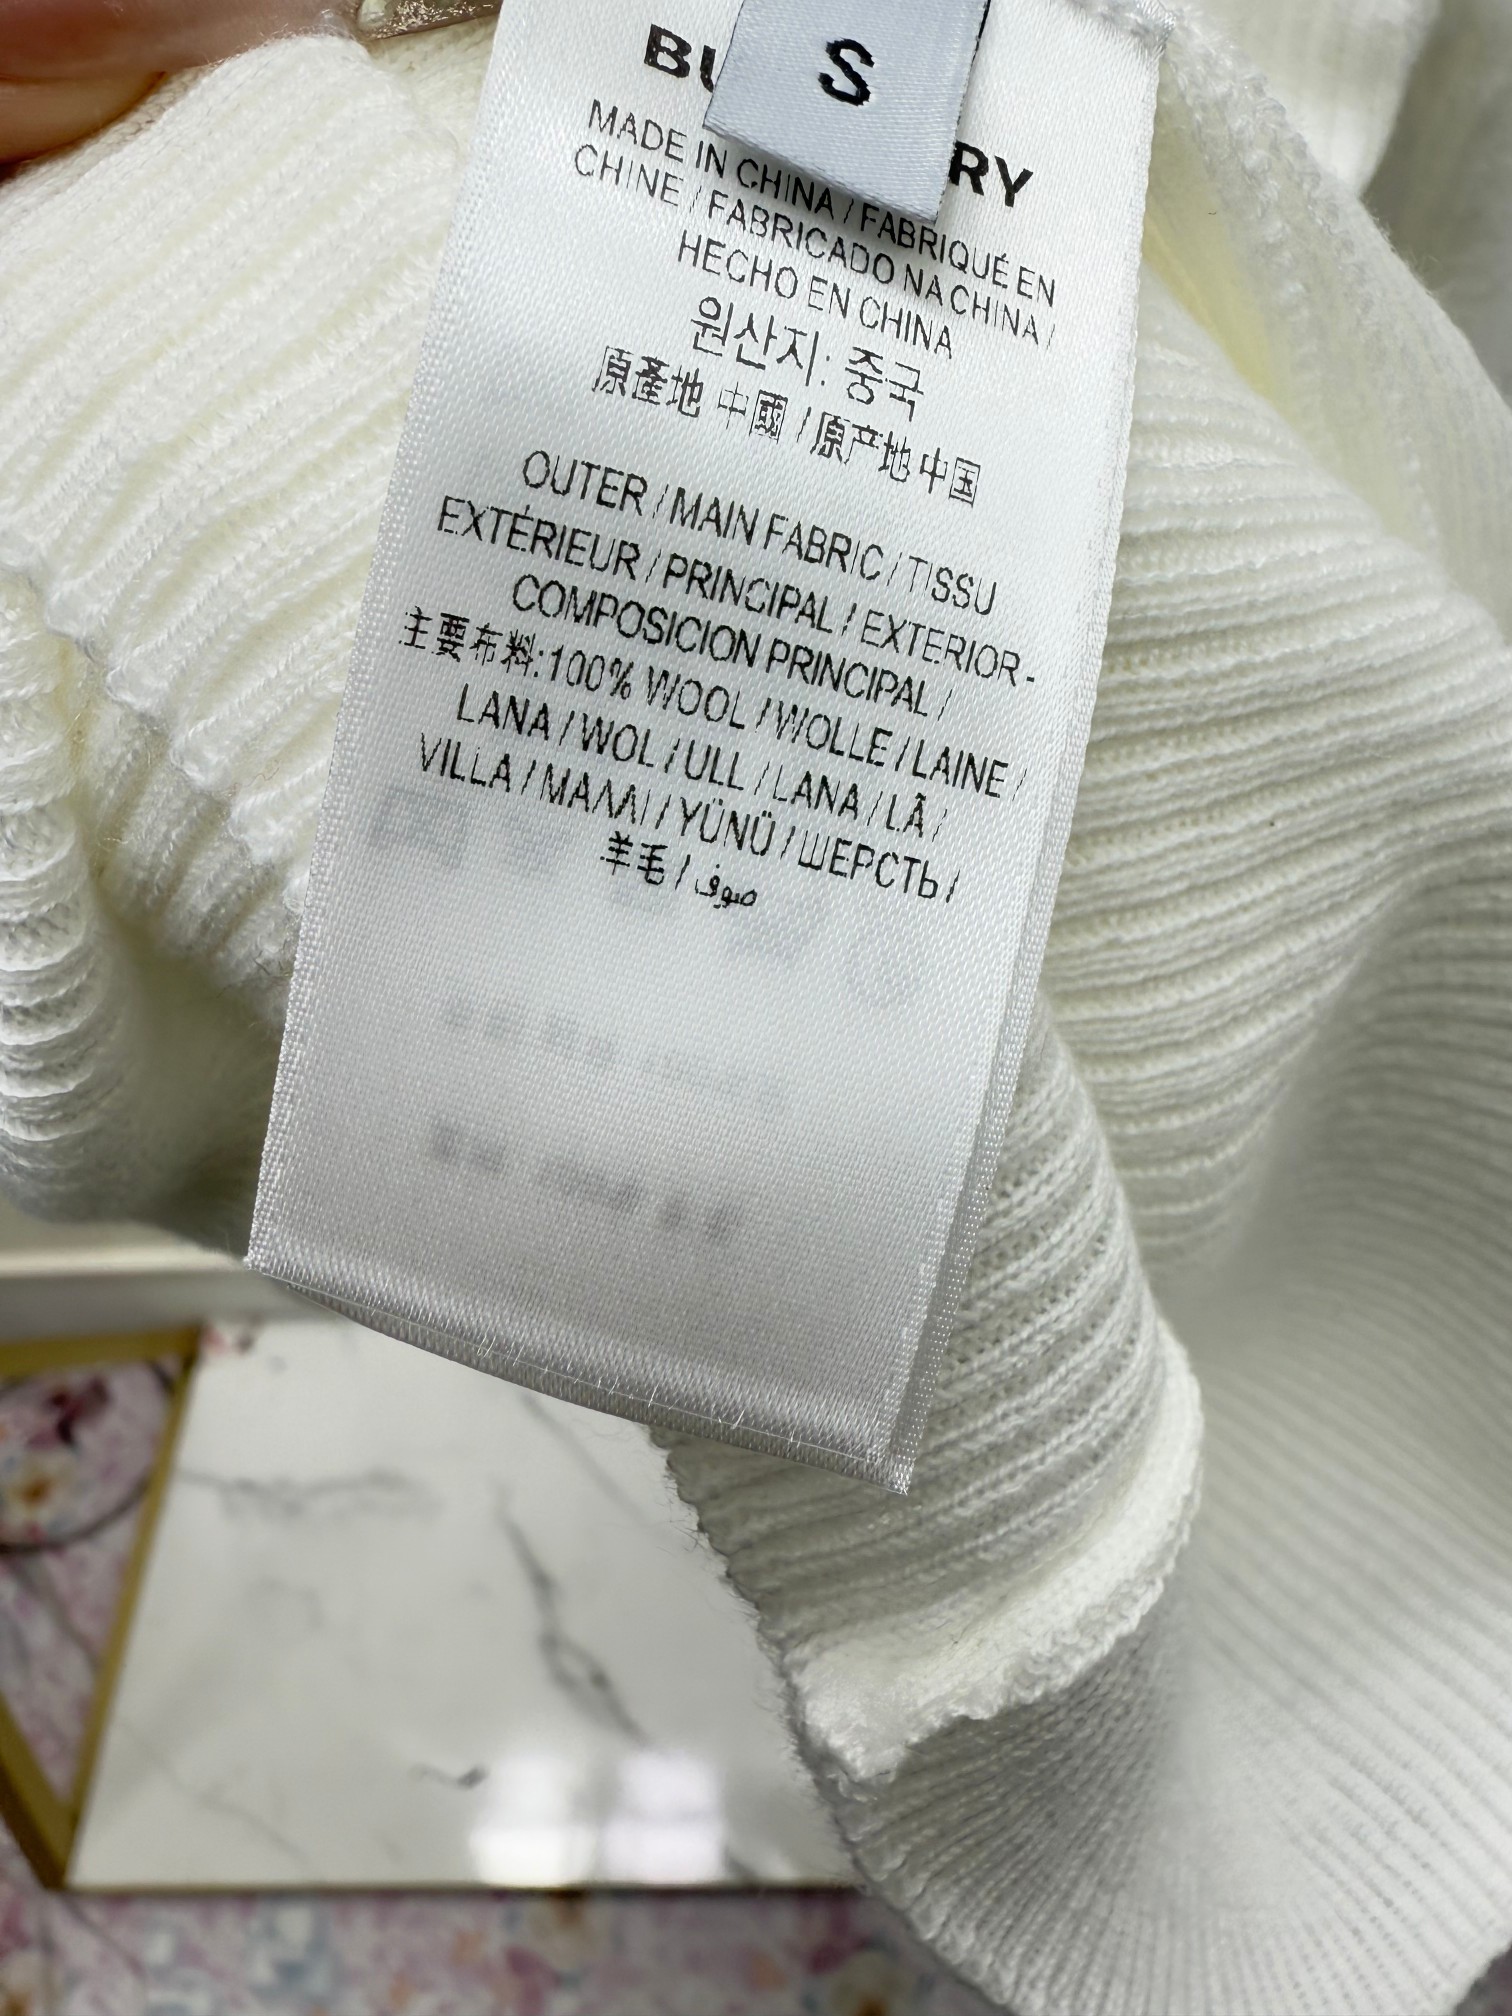 S
BU RY
MADE IN CHINA / FABRIQUÉ EN
CHINE / FABRICADO NA CHINA /
HECHO EN CHINA
원산지: 중국
原產地 中國 / 原产地 中国
OUTER / MAIN FABRIC / TISSU
EXTÉRIEUR / PRINCIPAL / EXTERIOR-
COMPOSICION PRINCIPAL /
主要布料:100% WOOL / WOLLE / LAINE /
LANA / WOL / ULL / LANA / LÃ /
VILLA / ΜΑΛΛΙ / YÜNÜ / ШЕРСТЬ /
羊毛 / صوف